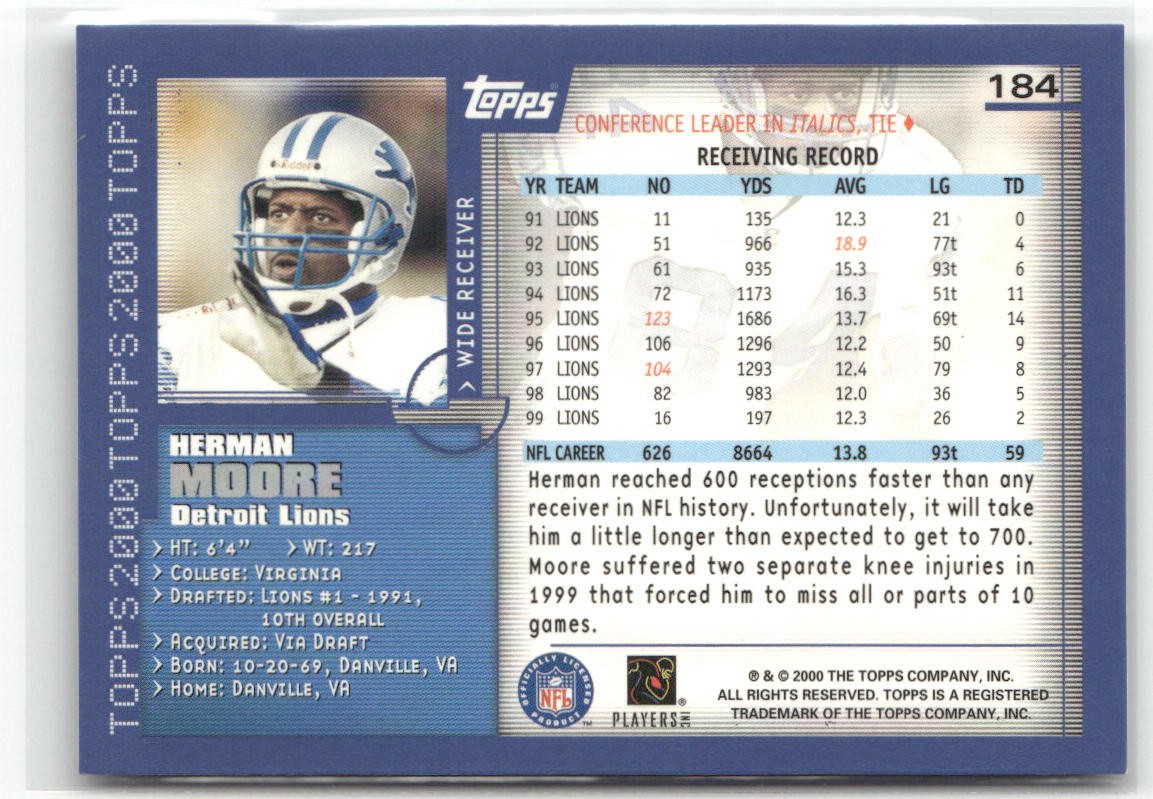 TOPPS 2000 TOPPS 2000 TOPPS 2000 TOPPS
Riddell
> WIDE RECEIVER
HERMAN
MOORE
Detroit Lions
> HT: 6'4" > WT: 217
> COLLEGE: VIRGINIA
> DRAFTED: LIONS #1 - 1991,
10TH OVERALL
> ACQUIRED: VIA DRAFT
> BORN: 10-20-69, DANVILLE, VA
> HOME: DANVILLE, VA
Topps®
184
CONFERENCE LEADER IN ITALICS, TIE ♦
RECEIVING RECORD
YR TEAM NO YDS AVG LG TD
91 LIONS 11 135 12.3 21 0
92 LIONS 51 966 18.9 77t 4
93 LIONS 61 935 15.3 93t 6
94 LIONS 72 1173 16.3 51t 11
95 LIONS 123 1686 13.7 69t 14
96 LIONS 106 1296 12.2 50 9
97 LIONS 104 1293 12.4 79 8
98 LIONS 82 983 12.0 36 5
99 LIONS 16 197 12.3 26 2
NFL CAREER 626 8664 13.8 93t 59
Herman reached 600 receptions faster than any
receiver in NFL history. Unfortunately, it will take
him a little longer than expected to get to 700.
Moore suffered two separate knee injuries in
1999 that forced him to miss all or parts of 10
games.
OFFICIALLY LICENSED
NFL
PRODUCT ™
PLAYERS INC ®
® & © 2000 THE TOPPS COMPANY, INC.
ALL RIGHTS RESERVED. TOPPS IS A REGISTERED
TRADEMARK OF THE TOPPS COMPANY, INC.